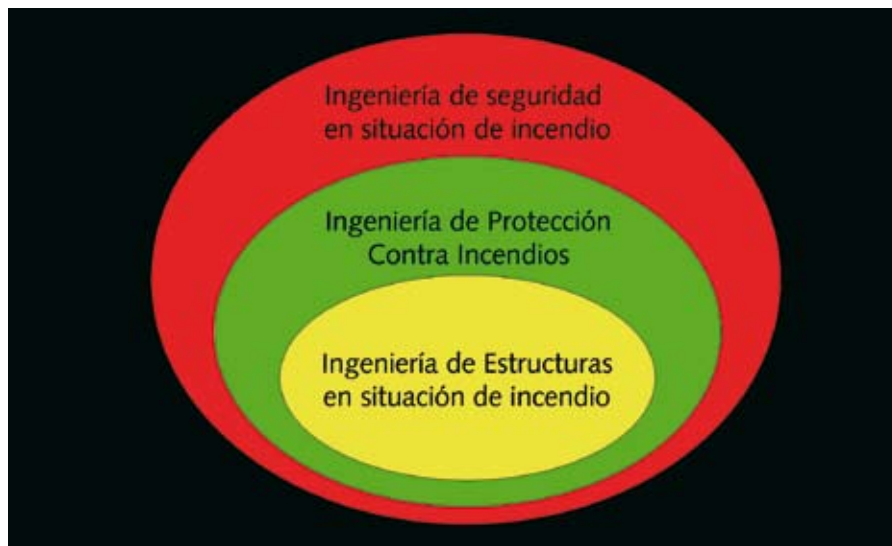 Ingeniería de seguridad
en situación de incendio
Ingeniería de Protección
Contra Incendios
Ingeniería de Estructuras
en situación de incendio